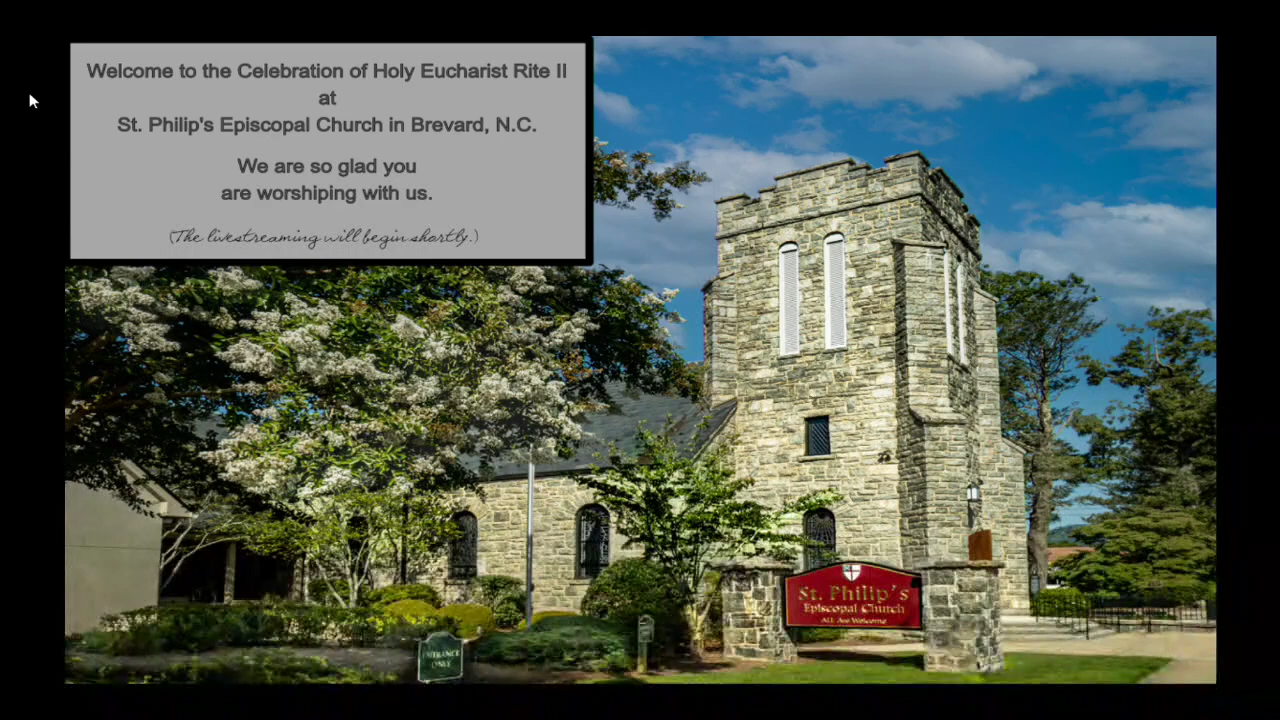 Welcome to the Celebration of Holy Eucharist Rite II
at
St. Philip's Episcopal Church in Brevard, N.C.
We are so glad you
are worshiping with us.
(The livestreaming will begin shortly.)
St. Philip's
Episcopal Church
All Are Welcome
ENTRANCE
ONLY